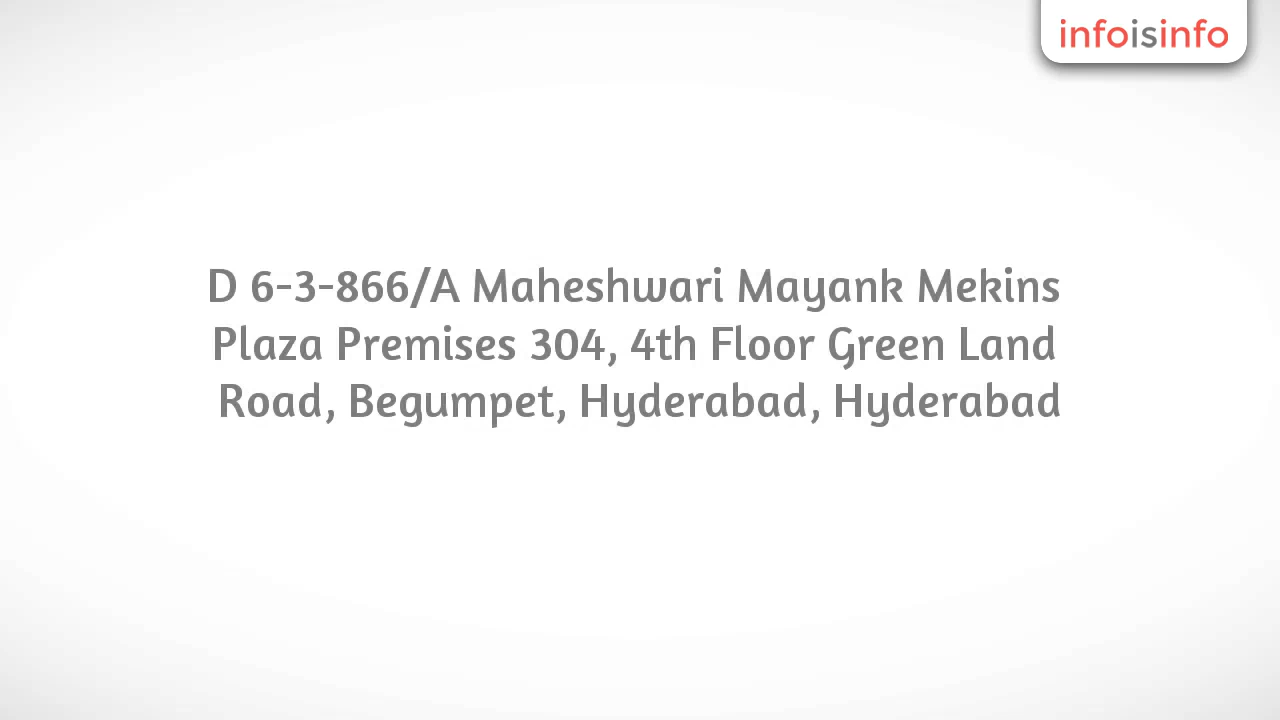 infoisinfo
D 6-3-866/A Maheshwari Mayank Mekins
Plaza Premises 304, 4th Floor Green Land
Road, Begumpet, Hyderabad, Hyderabad